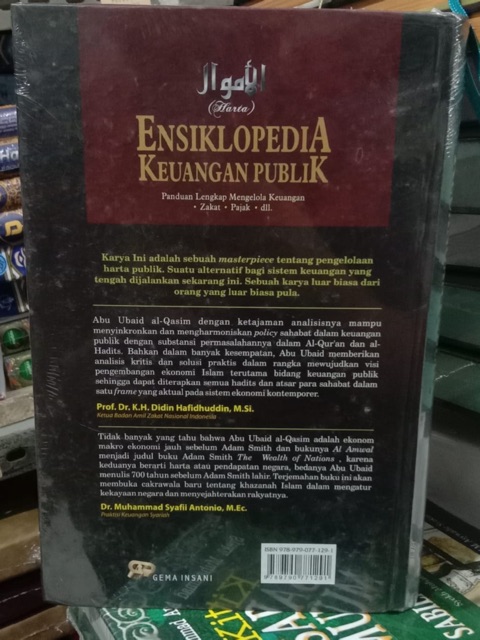 الأموال
(Harta)
ENSIKLOPEDIA
KEUANGAN PUBLIK
Panduan Lengkap Mengelola Keuangan
• Zakat • Pajak • dll.
Karya Ini adalah sebuah masterpiece tentang pengelolaan
harta publik. Suatu alternatif bagi sistem keuangan yang
tengah dijalankan sekarang ini. Sebuah karya luar biasa dari
orang yang luar biasa pula.
Abu Ubaid al-Qasim dengan ketajaman analisisnya mampu
menyinkronkan dan mengharmoniskan policy sahabat dalam keuangan
publik dengan substansi permasalahannya dalam Al-Qur'an dan al-
Hadits. Bahkan dalam banyak kesempatan, Abu Ubaid memberikan
analisis kritis dan solusi praktis dalam rangka mewujudkan visi
pengembangan ekonomi Islam terutama bidang keuangan publik
sehingga dapat diterapkan semua hadits dan atsar para sahabat dalam
satu frame yang aktual pada sistem ekonomi kontemporer.
Prof. Dr. K.H. Didin Hafidhuddin, M.Si.
Ketua Badan Amil Zakat Nasional Indonesia
Tidak banyak yang tahu bahwa Abu Ubaid al-Qasim adalah ekonom
makro ekonomi jauh sebelum Adam Smith dan bukunya Al Amwal
menjadi judul buku Adam Smith The Wealth of Nations, karena
keduanya berarti harta atau pendapatan negara, bedanya Abu Ubaid
menulis 700 tahun sebelum Adam Smith lahir. Terjemahan buku ini akan
membuka cakrawala baru tentang khazanah Islam dalam mengatur
kekayaan negara dan menyejahterakan rakyatnya.
Dr. Muhammad Syafii Antonio, M.Ec.
Praktisi Keuangan Syariah
GEMA INSANI
ISBN 978-979-077-129-1
9 789790 771291